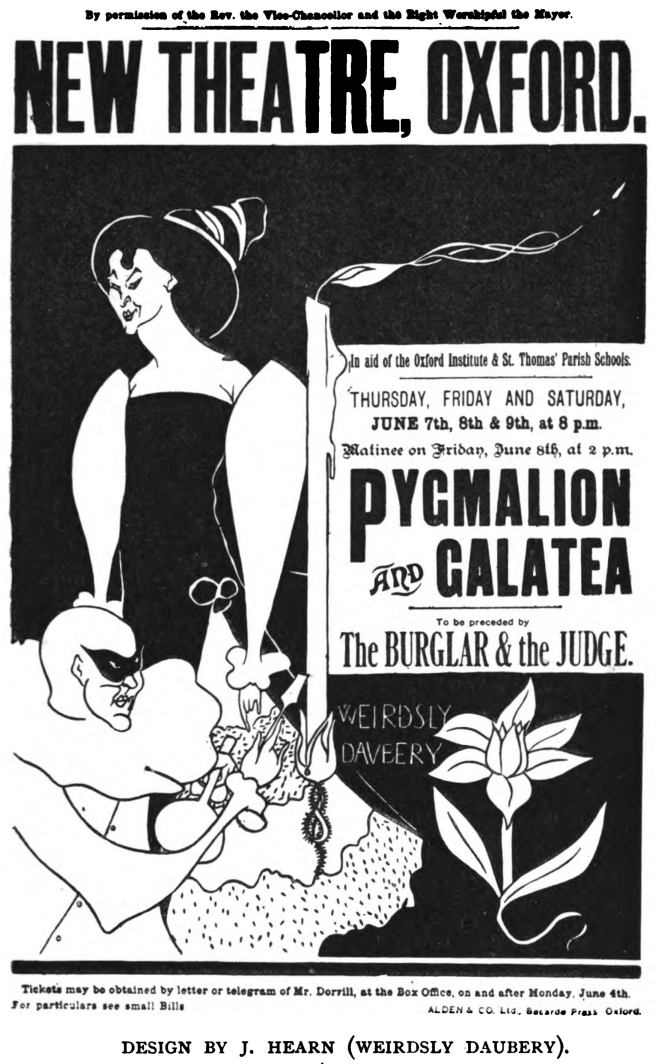 By permission of the Rev. the Vice-Chancellor and the Right Worshipful the Mayor.
NEW THEATRE, OXFORD.
In aid of the Oxford Institute & St. Thomas' Parish Schools.
THURSDAY, FRIDAY AND SATURDAY,
JUNE 7th, 8th & 9th, at 8 p.m.
Matinee on Friday, June 8th, at 2 p.m.
PYGMALION
AND GALATEA
To be preceded by
The BURGLAR & the JUDGE.
WEIRDSLY
DAUBERY
Tickets may be obtained by letter or telegram of Mr. Dorrill, at the Box Office, on and after Monday, June 4th.
For particulars see small Bills
ALDEN & CO. Ltd., Bocardo Press, Oxford.
DESIGN BY J. HEARN (WEIRDSLY DAUBERY).